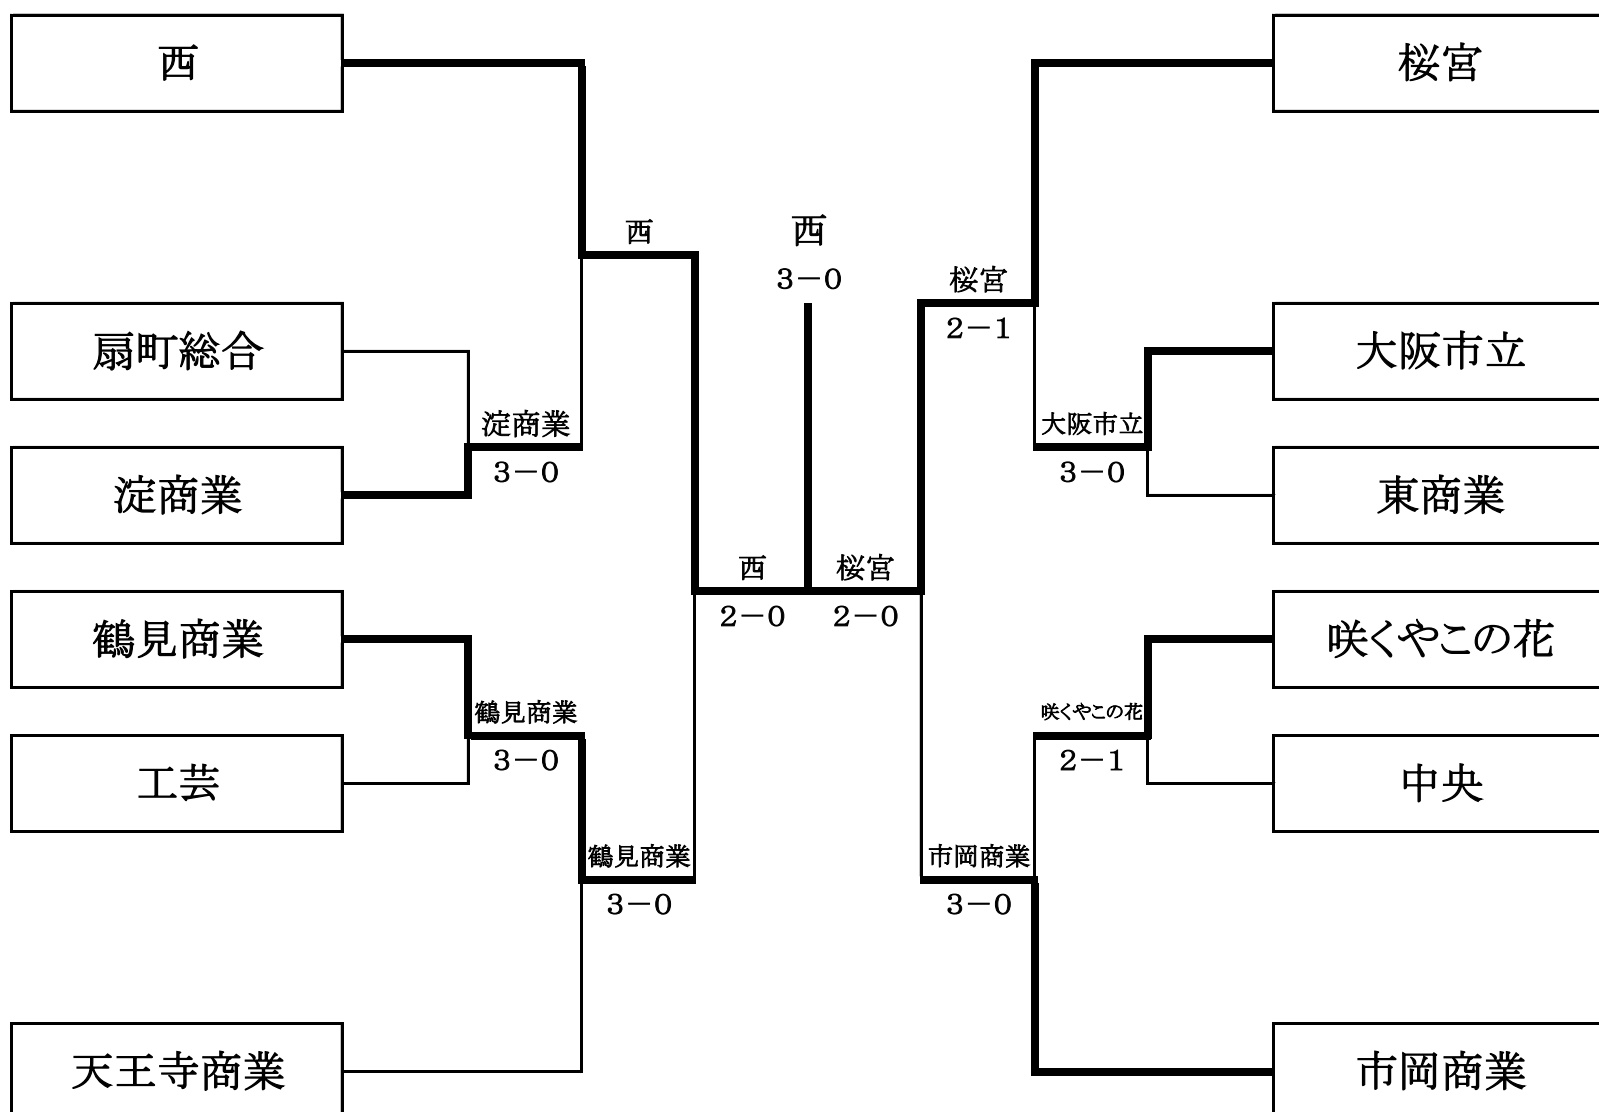 西
扇町総合
淀商業
鶴見商業
工芸
天王寺商業
西
淀商業
3－0
鶴見商業
3－0
鶴見商業
3－0
西
3－0
西
2－0
桜宮
2－0
桜宮
2－1
大阪市立
3－0
咲くやこの花
2－1
市岡商業
3－0
桜宮
大阪市立
東商業
咲くやこの花
中央
市岡商業